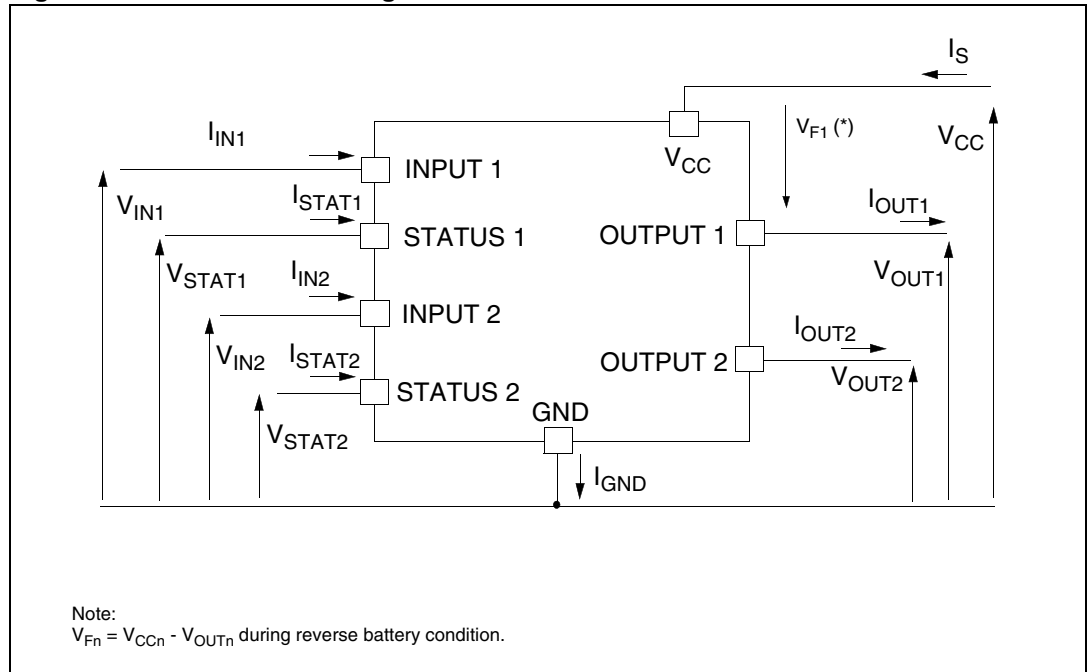 I_S
V_F1 (*)
V_CC
V_CC
I_IN1
INPUT 1
V_IN1
I_STAT1
STATUS 1
OUTPUT 1
I_OUT1
V_STAT1
V_OUT1
I_IN2
INPUT 2
V_IN2
I_STAT2
STATUS 2
OUTPUT 2
I_OUT2
V_OUT2
V_STAT2
GND
I_GND
Note:
V_Fn = V_CCn - V_OUTn during reverse battery condition.